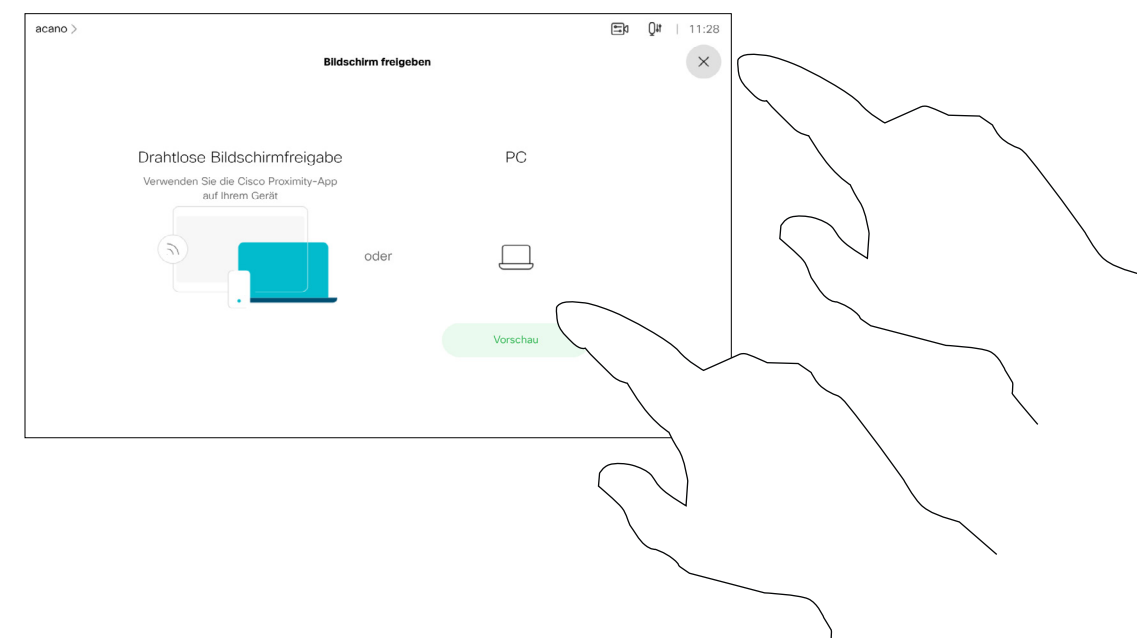 acano
11:28
Bildschirm freigeben
Drahtlose Bildschirmfreigabe
Verwenden Sie die Cisco Proximity-App
auf Ihrem Gerät
oder
PC
Vorschau